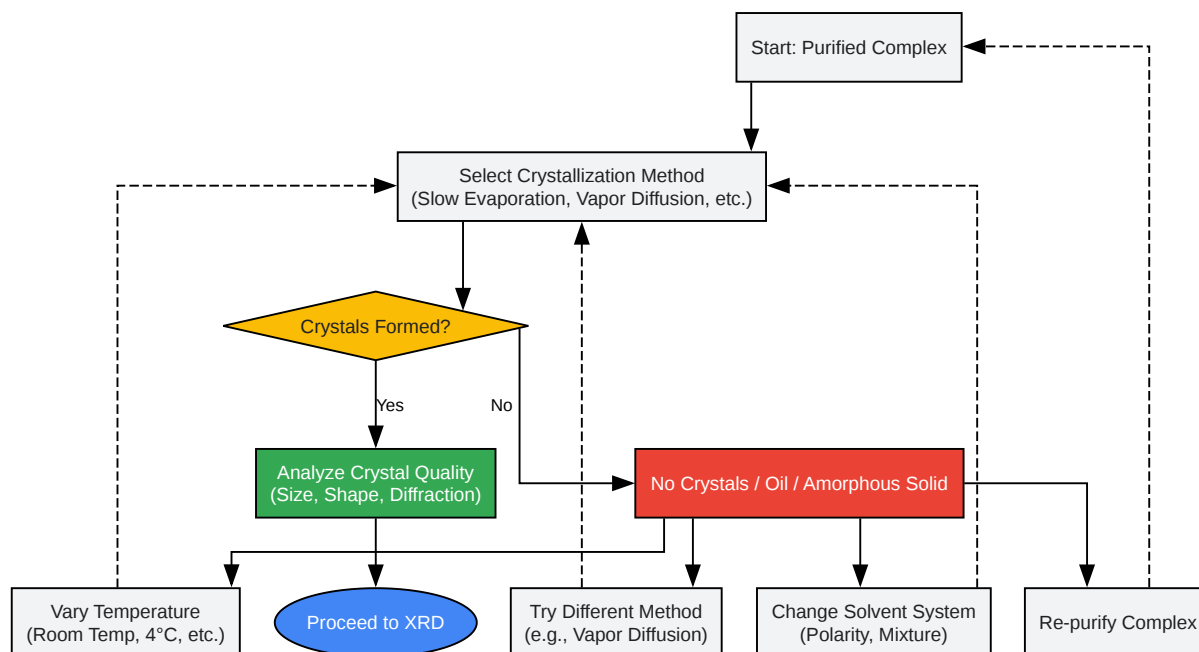 Start: Purified Complex
Select Crystallization Method
(Slow Evaporation, Vapor Diffusion, etc.)
Crystals Formed?
Yes
No
Analyze Crystal Quality
(Size, Shape, Diffraction)
No Crystals / Oil / Amorphous Solid
Vary Temperature
(Room Temp, 4°C, etc.)
Proceed to XRD
Try Different Method
(e.g., Vapor Diffusion)
Change Solvent System
(Polarity, Mixture)
Re-purify Complex